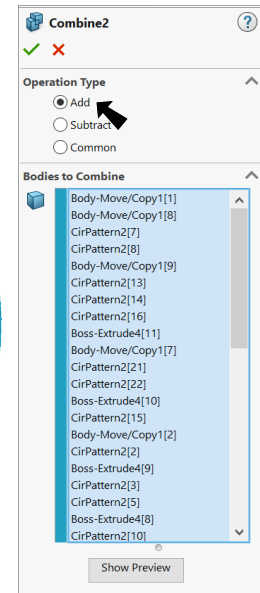 Combine2
?
Operation Type
Add
Subtract
Common
Bodies to Combine
Body-Move/Copy1[1]
Body-Move/Copy1[8]
CirPattern2[7]
CirPattern2[8]
Body-Move/Copy1[9]
CirPattern2[13]
CirPattern2[14]
CirPattern2[16]
Boss-Extrude4[11]
Body-Move/Copy1[7]
CirPattern2[21]
CirPattern2[22]
Boss-Extrude4[10]
CirPattern2[15]
Body-Move/Copy1[2]
CirPattern2[2]
Boss-Extrude4[9]
CirPattern2[3]
CirPattern2[5]
Boss-Extrude4[8]
CirPattern2[10]
Show Preview